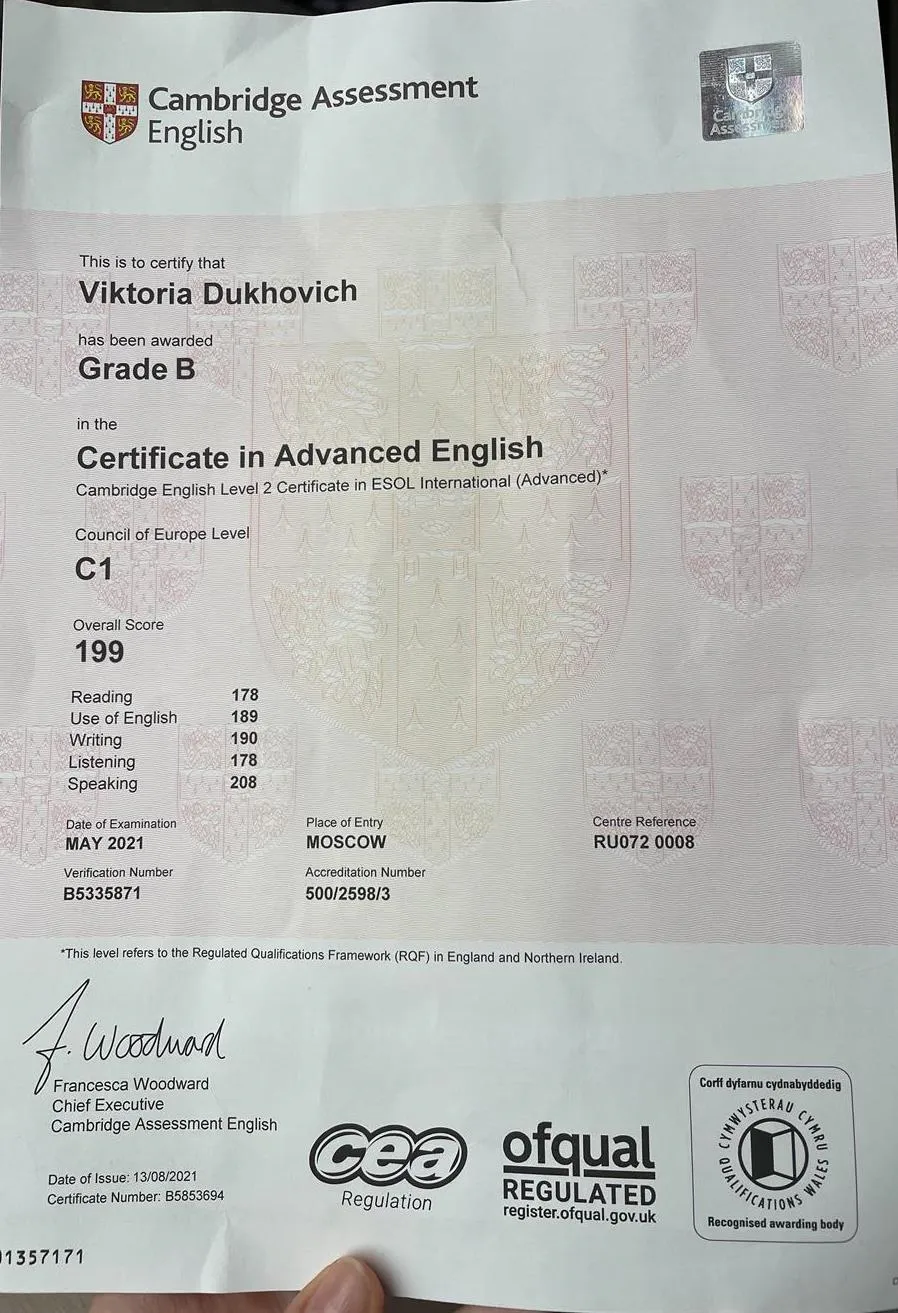 Cambridge Assessment
English
Cambridge
Assessment
This is to certify that
Viktoria Dukhovich
has been awarded
Grade B
in the
Certificate in Advanced English
Cambridge English Level 2 Certificate in ESOL International (Advanced)*
Council of Europe Level
C1
Overall Score
199
Reading 178
Use of English 189
Writing 190
Listening 178
Speaking 208
Date of Examination Place of Entry Centre Reference
MAY 2021 MOSCOW RU072 0008
Verification Number Accreditation Number
B5335871 500/2598/3
*This level refers to the Regulated Qualifications Framework (RQF) in England and Northern Ireland.
F. Woodward
Francesca Woodward
Chief Executive
Cambridge Assessment English
Date of Issue: 13/08/2021
Certificate Number: B5853694
cea
Regulation
ofqual
REGULATED
register.ofqual.gov.uk
Corff dyfarnu cydnabyddedig
CYMWYSTERAU CYMRU
QUALIFICATIONS WALES
Recognised awarding body
01357171